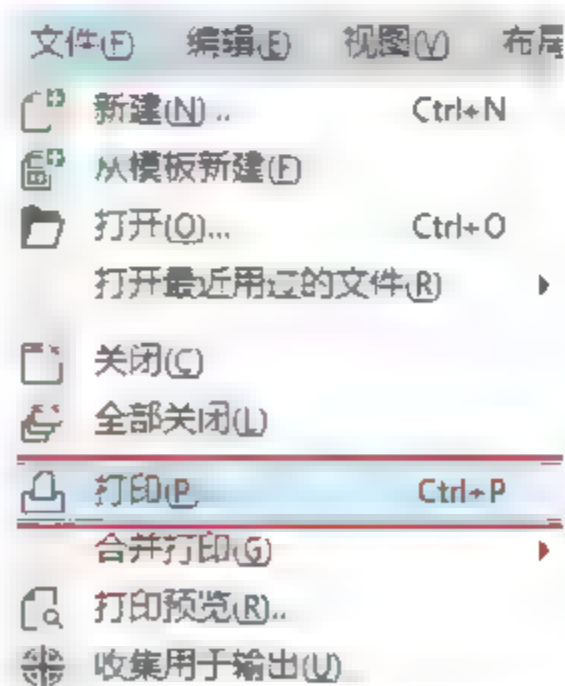 文件(F) 编辑(E) 视图(V) 布局
新建(N)... Ctrl+N
从模板新建(F)
打开(O)... Ctrl+O
打开最近用过的文件(R)
关闭(C)
全部关闭(L)
打印(P) Ctrl+P
合并打印(G)
打印预览(R)...
收集用于输出(U)